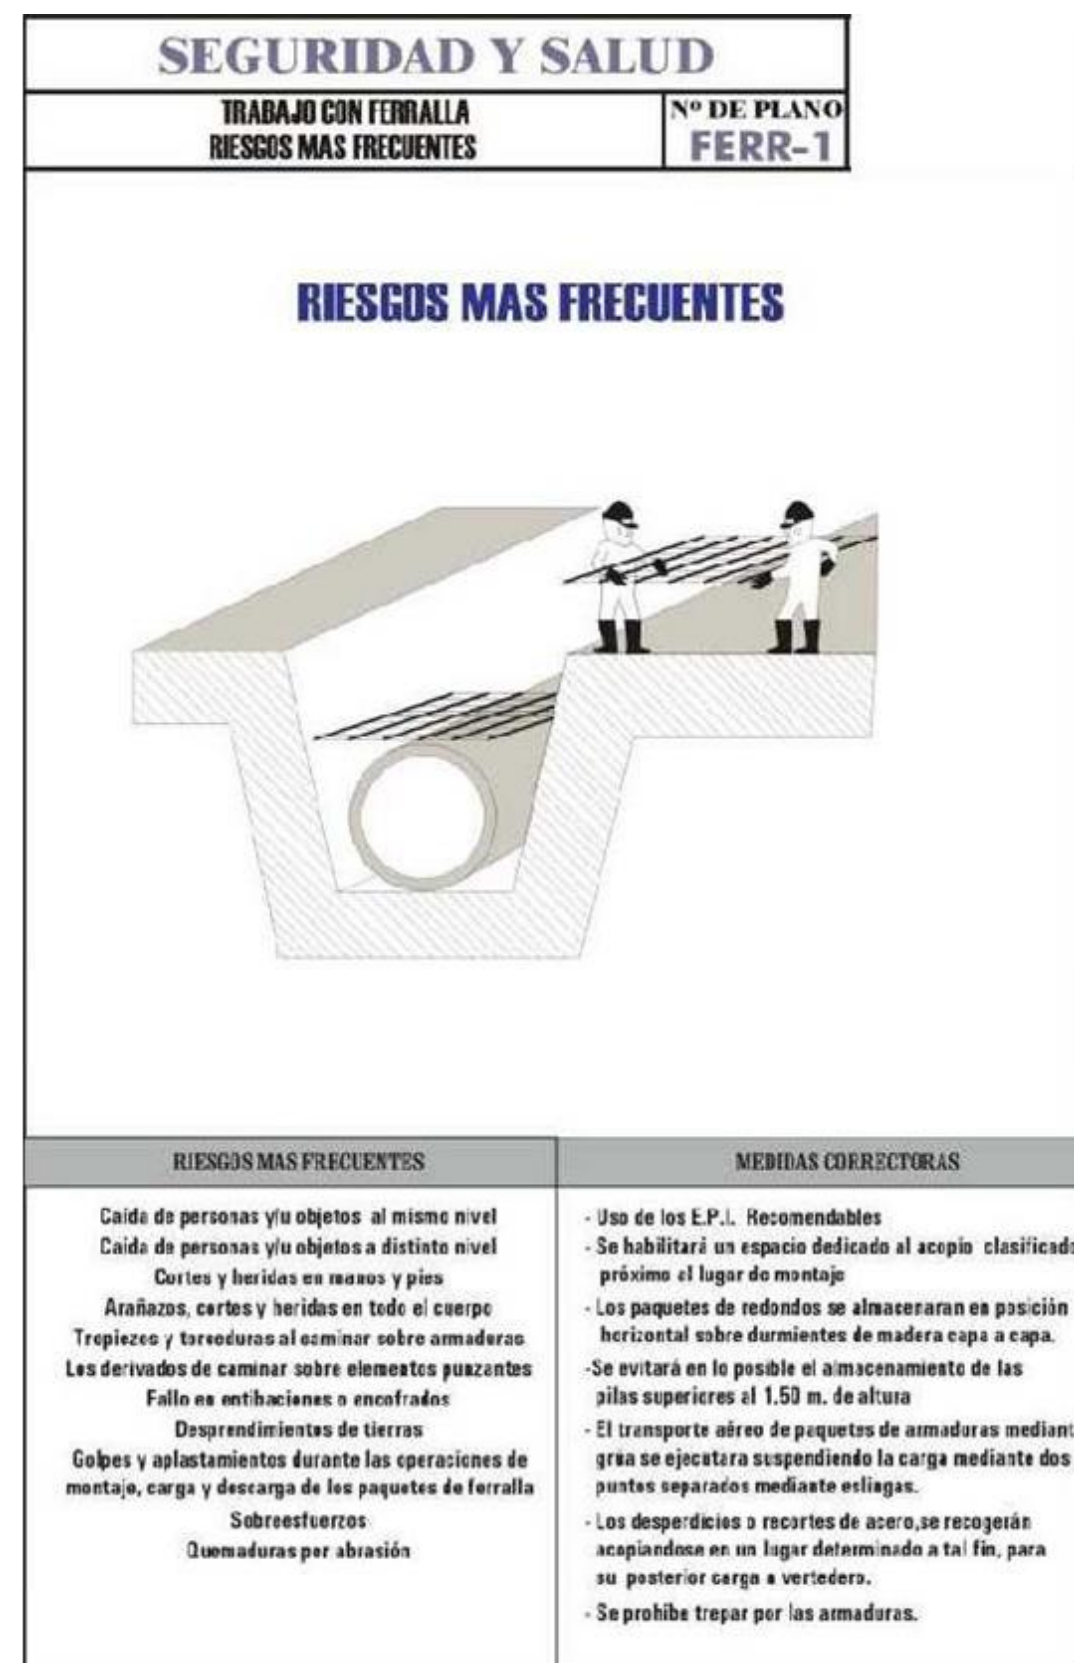 SEGURIDAD Y SALUD
TRABAJO CON FERRALLA
RIESGOS MAS FRECUENTES
Nº DE PLANO
FERR-1
RIESGOS MAS FRECUENTES
RIESGOS MAS FRECUENTES
Caida de personas y/u objetos al mismo nivel
Caida de personas y/u objetos a distinto nivel
Cortes y heridas en manos y pies
Arañazos, cortes y heridas en todo el cuerpo
Tropiezos y torceduras al caminar sobre armaderas
Los derivados de caminar sobre elementos punzantes
Fallo en entibaciones o encofrados
Desprendimientos de tierras
Golpes y aplastamientos durante las operaciones de
montaje, carga y descarga de los paquetes de ferralla
Sobreesfuerzos
Quemaduras por abrasión
MEDIDAS CORRECTORAS
- Uso de los E.P.I. Recomendables
- Se habilitará un espacio dedicado al acopio clasificado
próximo al lugar de montaje
- Los paquetes de redondos se almacenaran en posición
horizontal sobre durmientes de madera capa a capa.
-Se evitará en lo posible el almacenamiento de las
pilas superiores al 1.50 m. de altura
- El transporte aéreo de paquetes de armaduras mediant
grúa se ejecutara suspendiendo la carga mediante dos
puntos separados mediante eslingas.
- Los desperdicios o recortes de acero,se recogerán
acopiandose en un lugar determinado a tal fin, para
su posterior carga a vertedero.
- Se prohibe trepar por las armaduras.